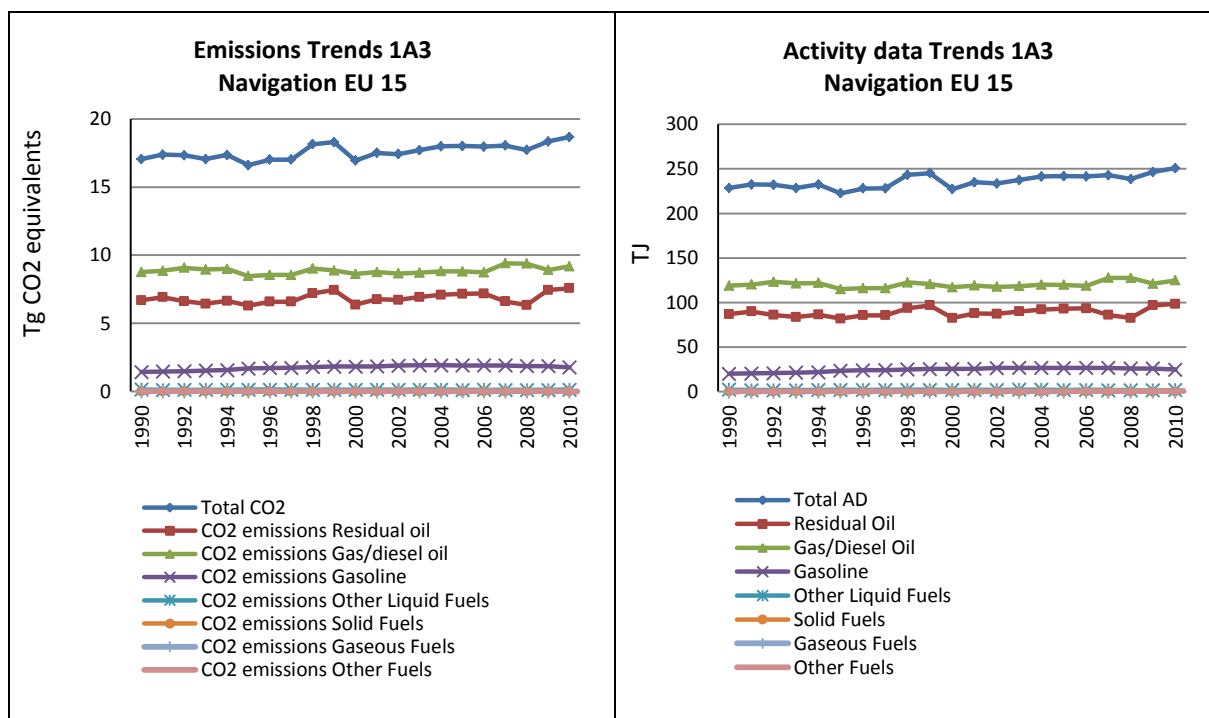 Emissions Trends 1A3
Navigation EU 15
Tg CO2 equivalents
20
15
10
5
0
1990
1992
1994
1996
1998
2000
2002
2004
2006
2008
2010
Total CO2
CO2 emissions Residual oil
CO2 emissions Gas/diesel oil
CO2 emissions Gasoline
CO2 emissions Other Liquid Fuels
CO2 emissions Solid Fuels
CO2 emissions Gaseous Fuels
CO2 emissions Other Fuels
Activity data Trends 1A3
Navigation EU 15
TJ
300
250
200
150
100
50
0
1990
1992
1994
1996
1998
2000
2002
2004
2006
2008
2010
Total AD
Residual Oil
Gas/Diesel Oil
Gasoline
Other Liquid Fuels
Solid Fuels
Gaseous Fuels
Other Fuels